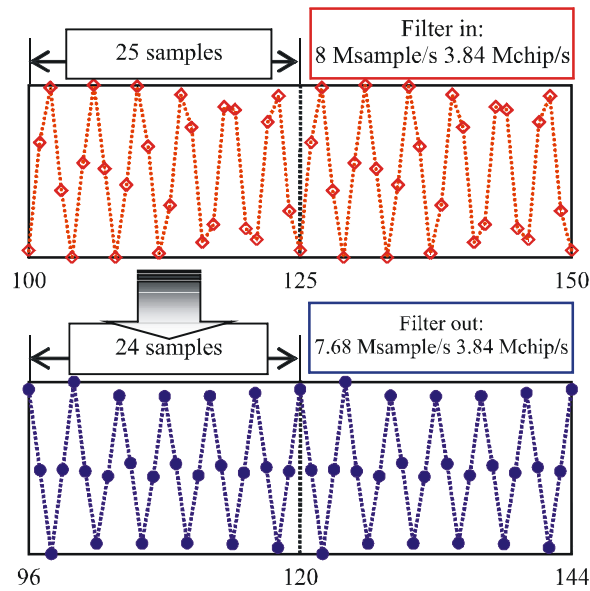 25 samples
Filter in:
8 Msample/s 3.84 Mchip/s
100 125 150
24 samples
Filter out:
7.68 Msample/s 3.84 Mchip/s
96 120 144